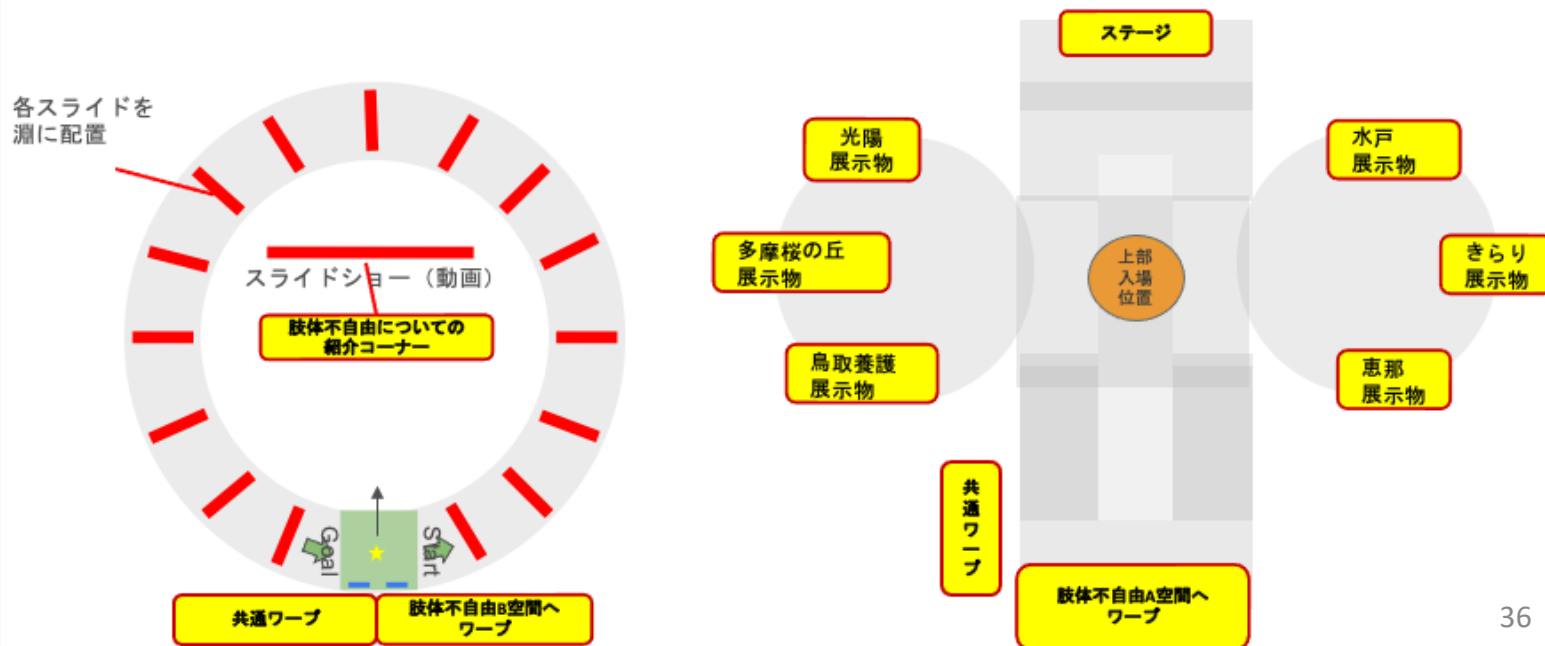 各スライドを
淵に配置
スライドショー（動画）
肢体不自由についての
紹介コーナー
Goal
Start
共通ワープ
肢体不自由B空間へ
ワープ
ステージ
光陽
展示物
水戸
展示物
多摩桜の丘
展示物
上部
入場
位置
きらり
展示物
鳥取養護
展示物
恵那
展示物
共通ワープ
肢体不自由A空間へ
ワープ
36